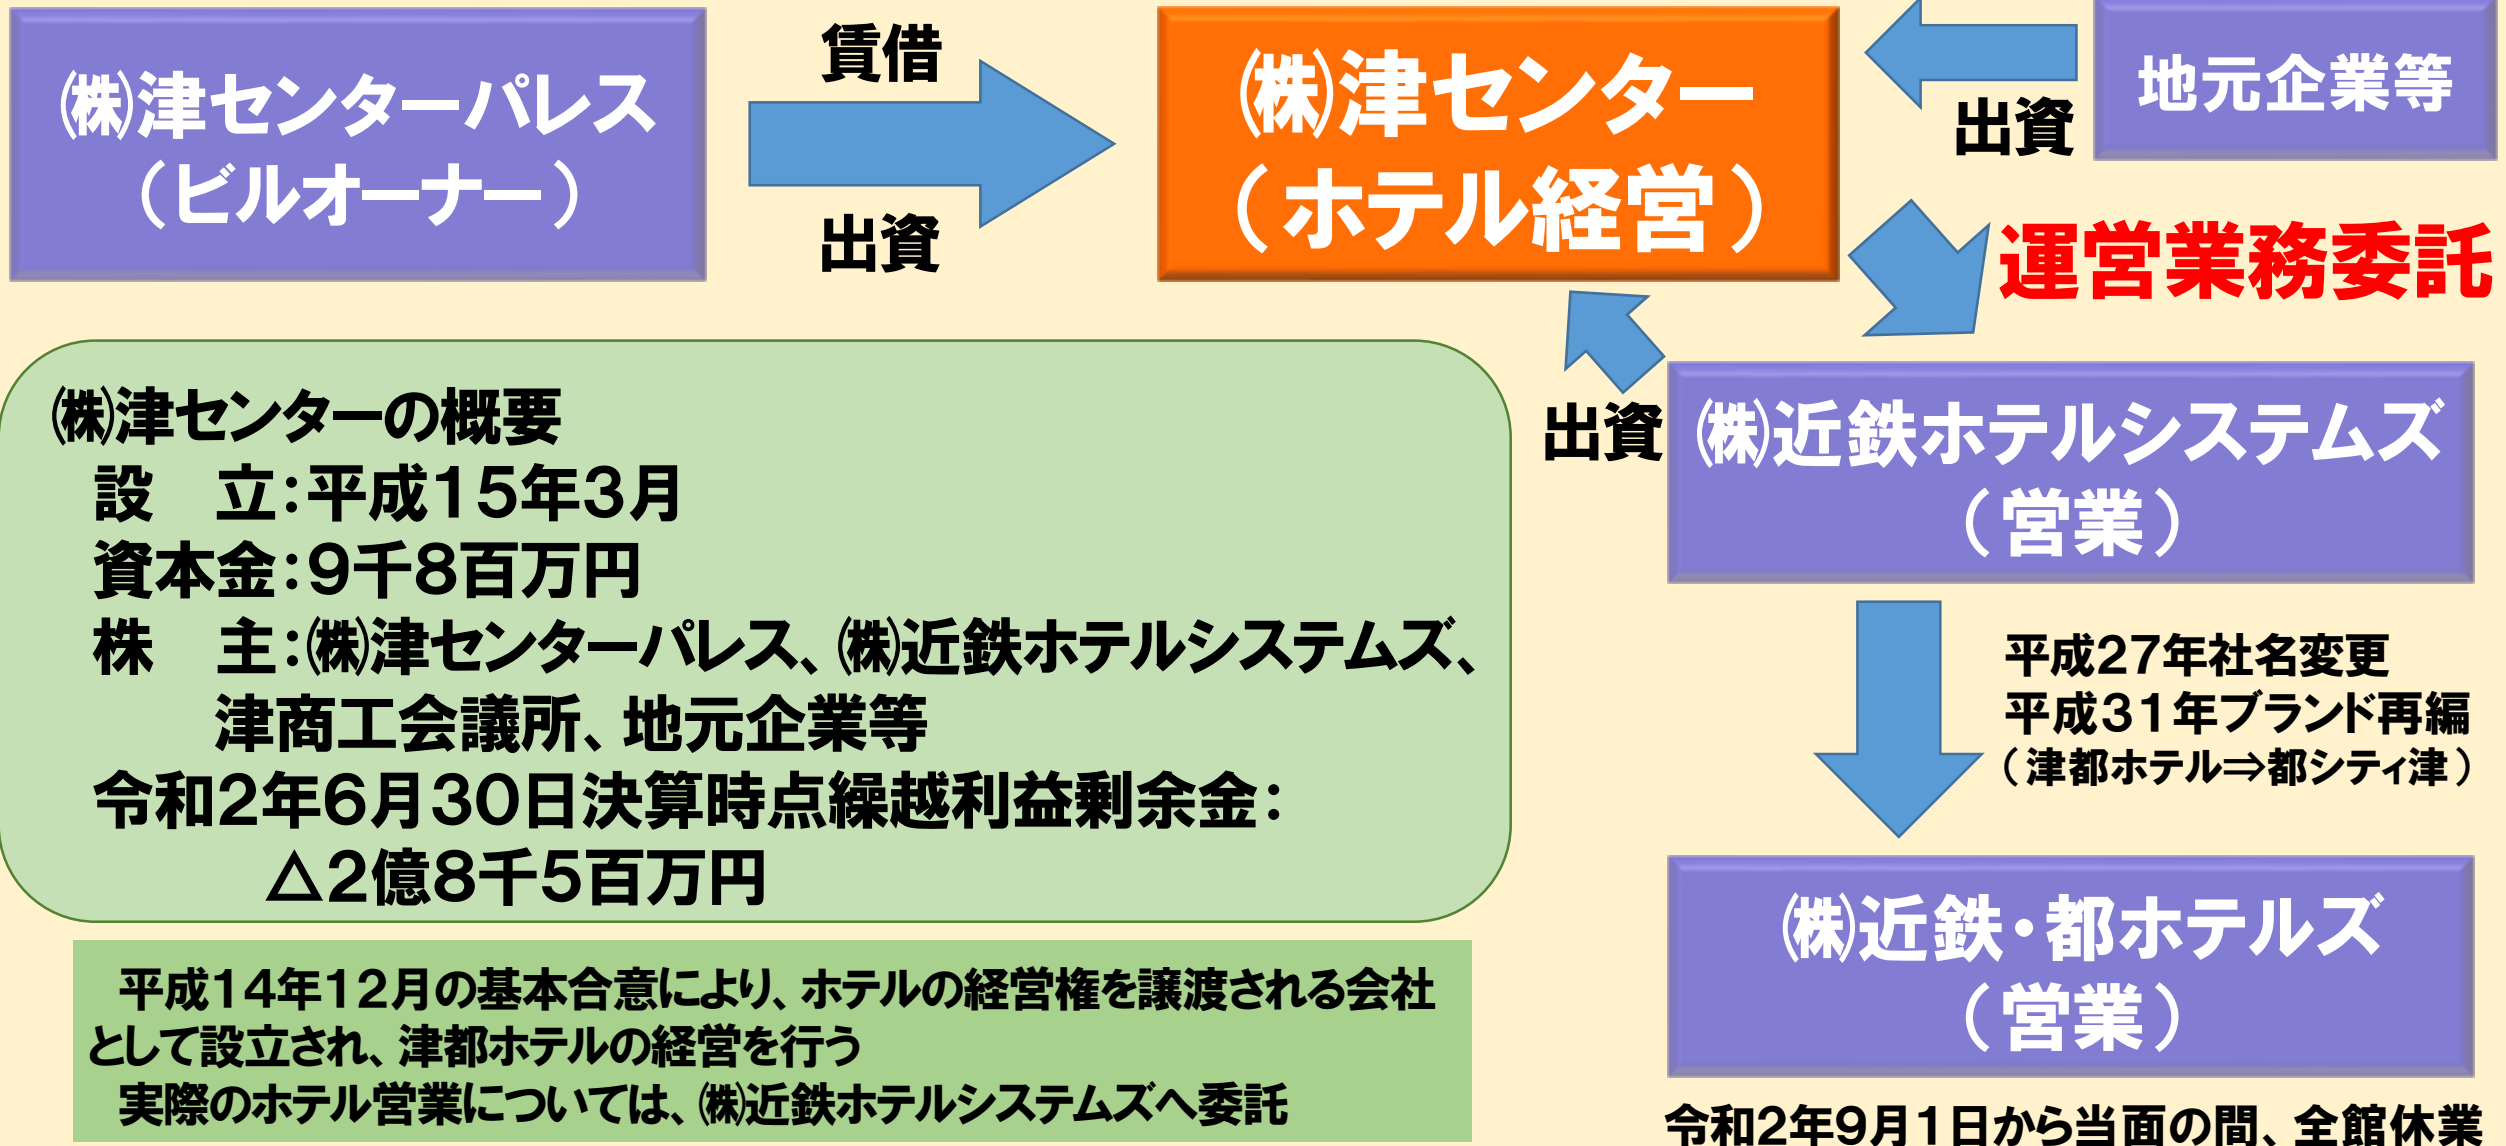 ㈱津センターパレス
（ビルオーナー）
賃借
出資
㈱津センター
（ホテル経営）
出資
地元企業等
運営業務委託
出資
㈱近鉄ホテルシステムズ
（営業）
㈱津センターの概要
設　立：平成15年3月
資本金：9千8百万円
株　主：㈱津センターパレス、㈱近鉄ホテルシステムズ、
津商工会議所、地元企業等
令和2年6月30日決算時点繰越利益剰余金：
△2億8千5百万円
平成27年社名変更
平成31年ブランド再編
（津都ホテル⇒都シティ津）
㈱近鉄・都ホテルズ
（営業）
平成14年12月の基本合意により、ホテルの経営権を譲渡される会社
として設立され、津都ホテルの経営を行う
実際のホテル営業については、㈱近鉄ホテルシステムズへ委託
令和2年9月1日から当面の間、全館休業